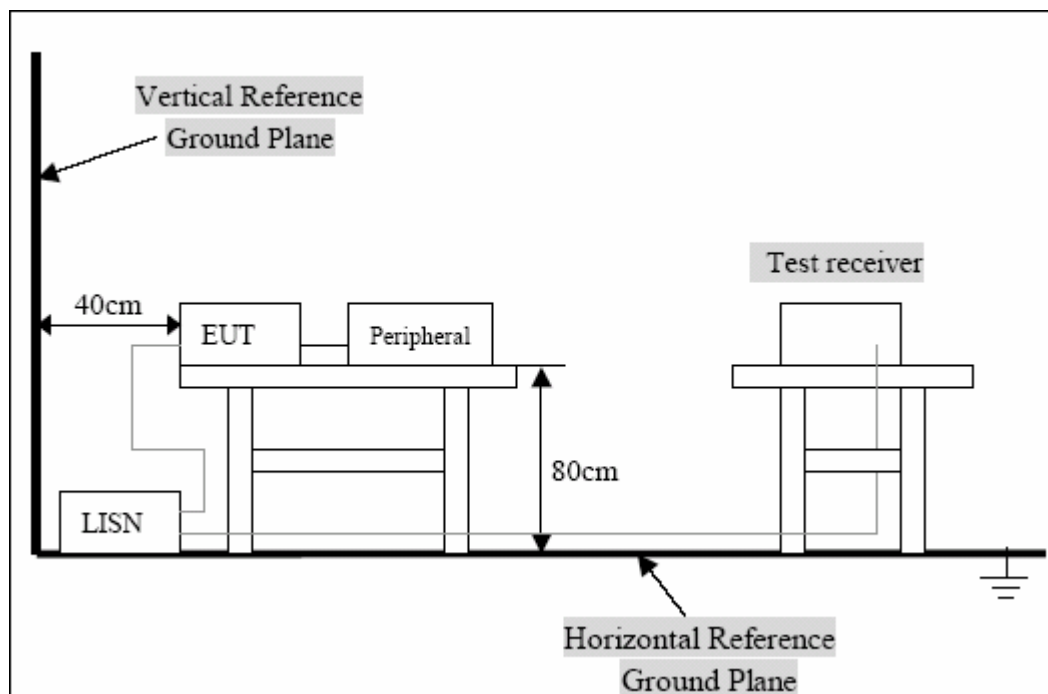 Vertical Reference
Ground Plane
Test receiver
40cm
EUT
Peripheral
80cm
LISN
Horizontal Reference
Ground Plane